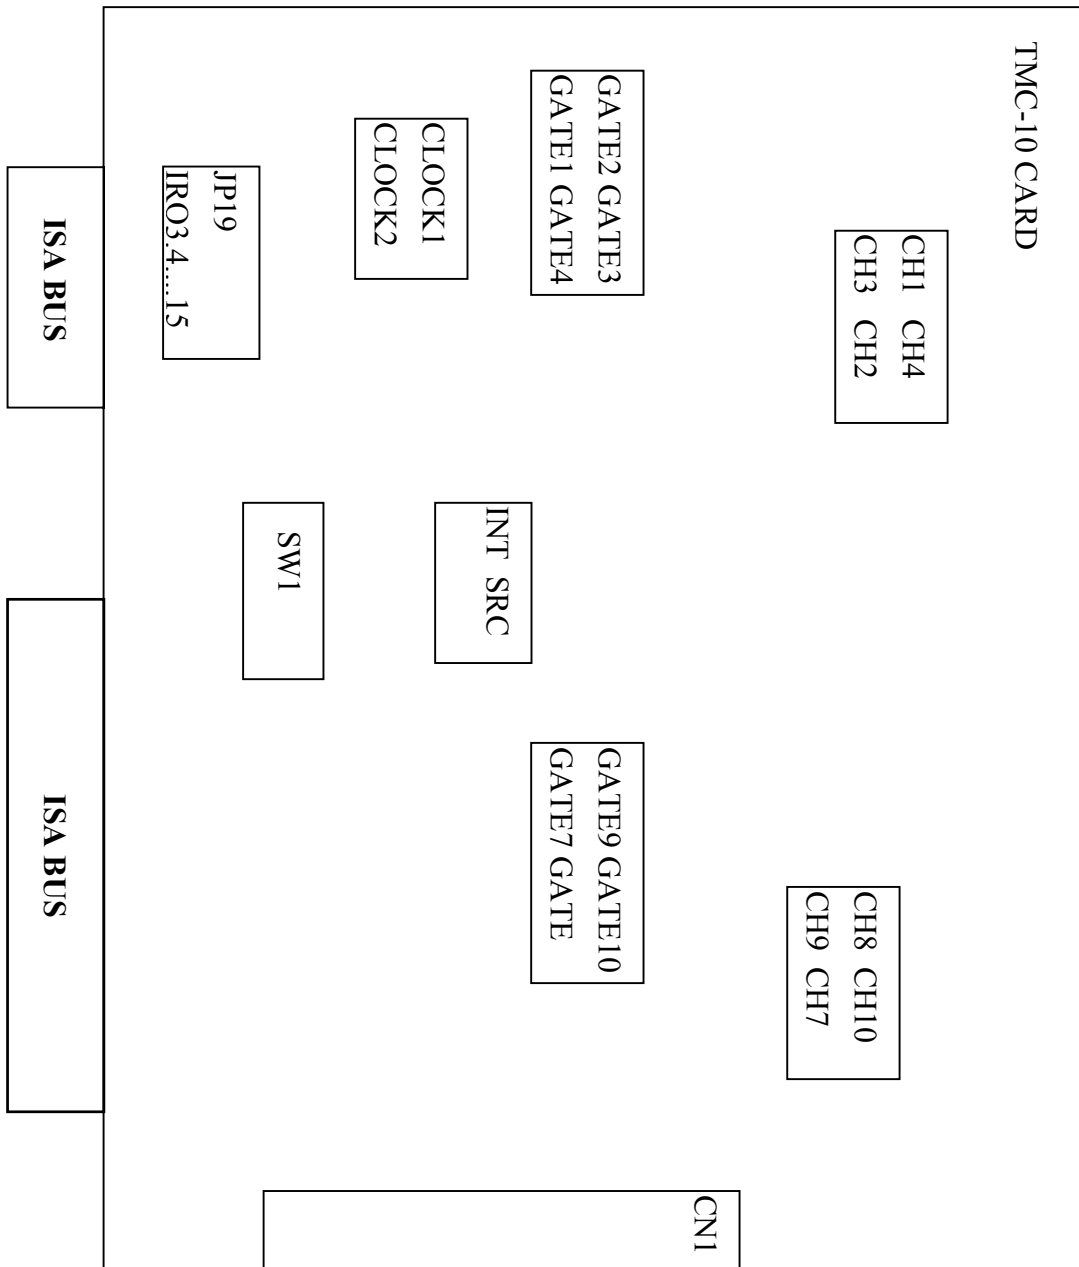 TMC-10 CARD
CH1 CH4
CH3 CH2
CH8 CH10
CH9 CH7
GATE2 GATE3
GATE1 GATE4
GATE9 GATE10
GATE7 GATE
CN1
CLOCK1
CLOCK2
INT SRC
SW1
JP19
IRO3.4....15
ISA BUS
ISA BUS